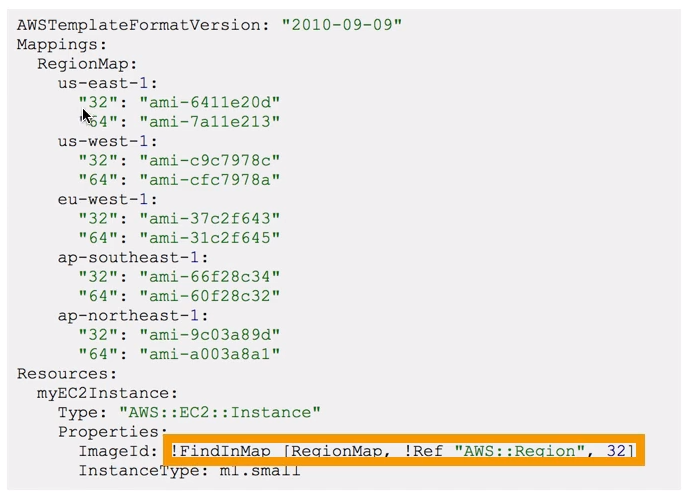 AWSTemplateFormatVersion: "2010-09-09"
Mappings:
  RegionMap:
    us-east-1:
      "32": "ami-6411e20d"
      "64": "ami-7a11e213"
    us-west-1:
      "32": "ami-c9c7978c"
      "64": "ami-cfc7978a"
    eu-west-1:
      "32": "ami-37c2f643"
      "64": "ami-31c2f645"
    ap-southeast-1:
      "32": "ami-66f28c34"
      "64": "ami-60f28c32"
    ap-northeast-1:
      "32": "ami-9c03a89d"
      "64": "ami-a003a8a1"
Resources:
  myEC2Instance:
    Type: "AWS::EC2::Instance"
    Properties:
      ImageId: !FindInMap [RegionMap, !Ref "AWS::Region", 32]
      InstanceType: m1.small